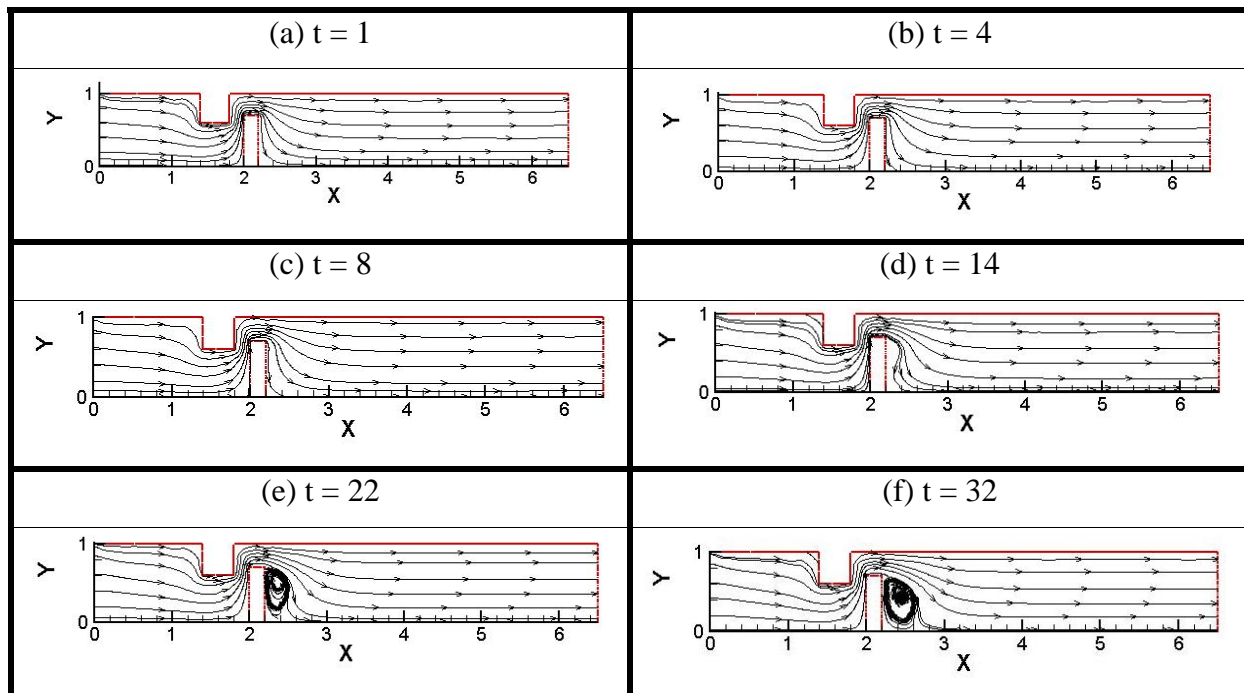 (a) t = 1
(b) t = 4
1
Y
0
0 1 2 3 4 5 6
X
1
Y
0
0 1 2 3 4 5 6
X
(c) t = 8
(d) t = 14
1
Y
0
0 1 2 3 4 5 6
X
1
Y
0
0 1 2 3 4 5 6
X
(e) t = 22
(f) t = 32
1
Y
0
0 1 2 3 4 5 6
X
1
Y
0
0 1 2 3 4 5 6
X